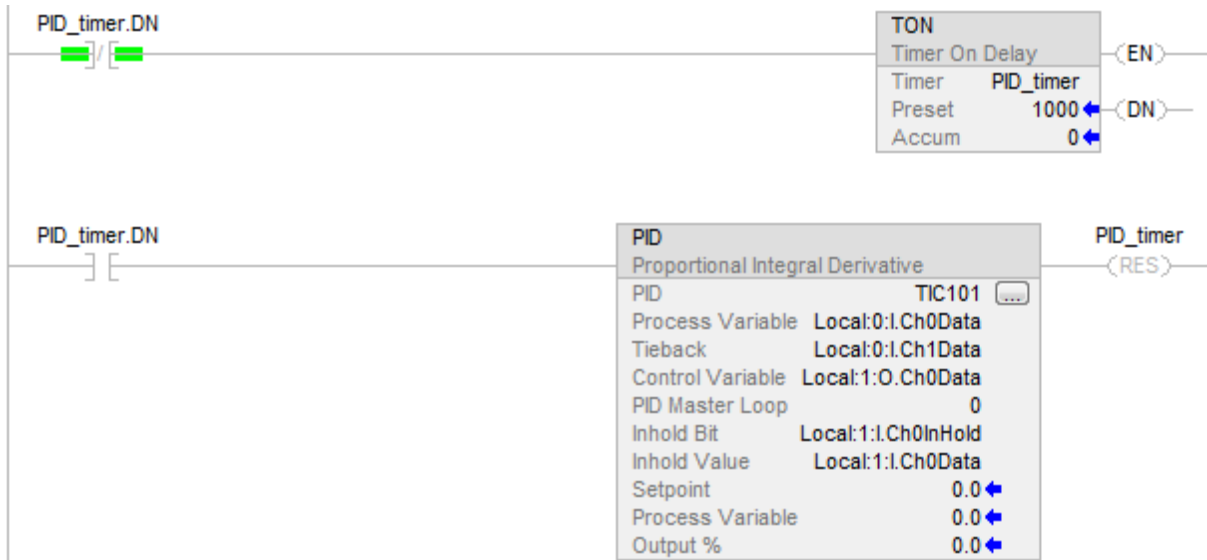 PID_timer.DN
TON
Timer On Delay
EN
Timer PID_timer
Preset 1000
DN
Accum 0
PID_timer.DN
PID
Proportional Integral Derivative
PID_timer
RES
PID TIC101 ...
Process Variable Local:0:I.Ch0Data
Tieback Local:0:I.Ch1Data
Control Variable Local:1:O.Ch0Data
PID Master Loop 0
Inhold Bit Local:1:I.Ch0InHold
Inhold Value Local:1:I.Ch0Data
Setpoint 0.0
Process Variable 0.0
Output % 0.0